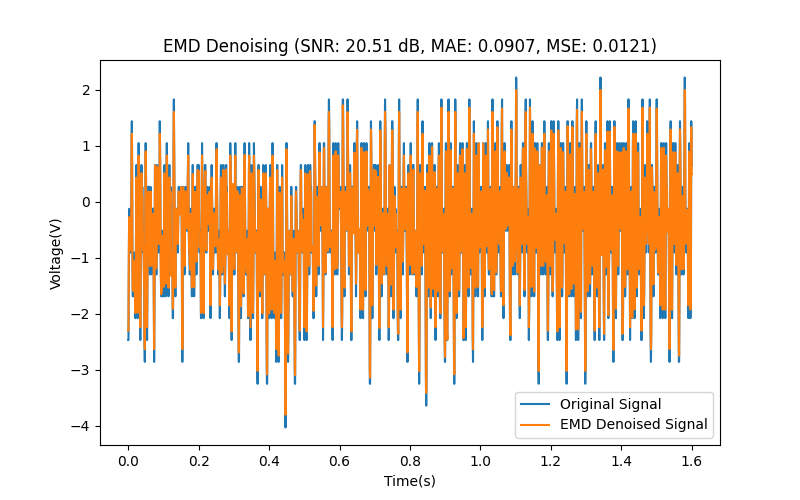 EMD Denoising (SNR: 20.51 dB, MAE: 0.0907, MSE: 0.0121)
2
1
0
−1
−2
−3
−4
Voltage(V)
Original Signal
EMD Denoised Signal
0.0 0.2 0.4 0.6 0.8 1.0 1.2 1.4 1.6
Time(s)